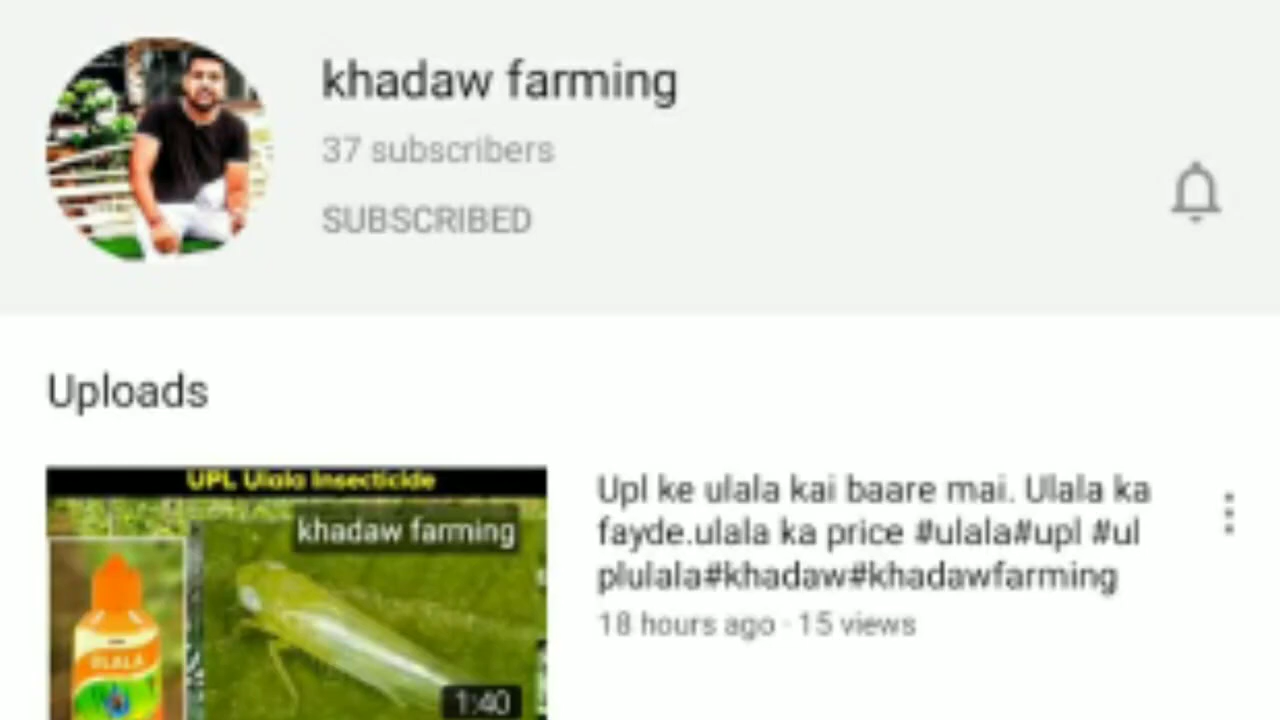 khadaw farming
37 subscribers
SUBSCRIBED
Uploads
UPL Ulala Insecticide
khadaw farming
ULALA
1:40
Upl ke ulala kai baare mai. Ulala ka
fayde.ulala ka price #ulala#upl #ul
plulala#khadaw#khadawfarming
18 hours ago · 15 views